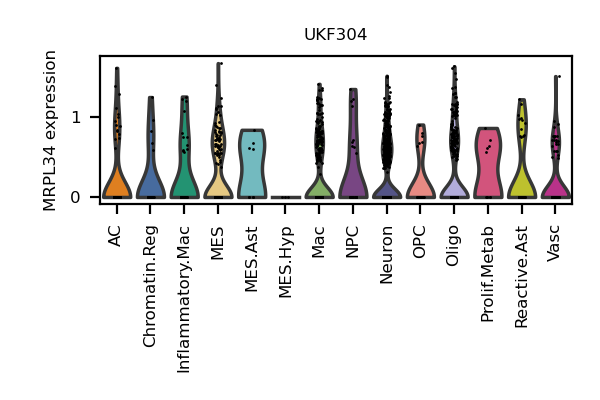 UKF304
MRPL34 expression
1
0
AC
Chromatin.Reg
Inflammatory.Mac
MES
MES.Ast
MES.Hyp
Mac
NPC
Neuron
OPC
Oligo
Prolif.Metab
Reactive.Ast
Vasc